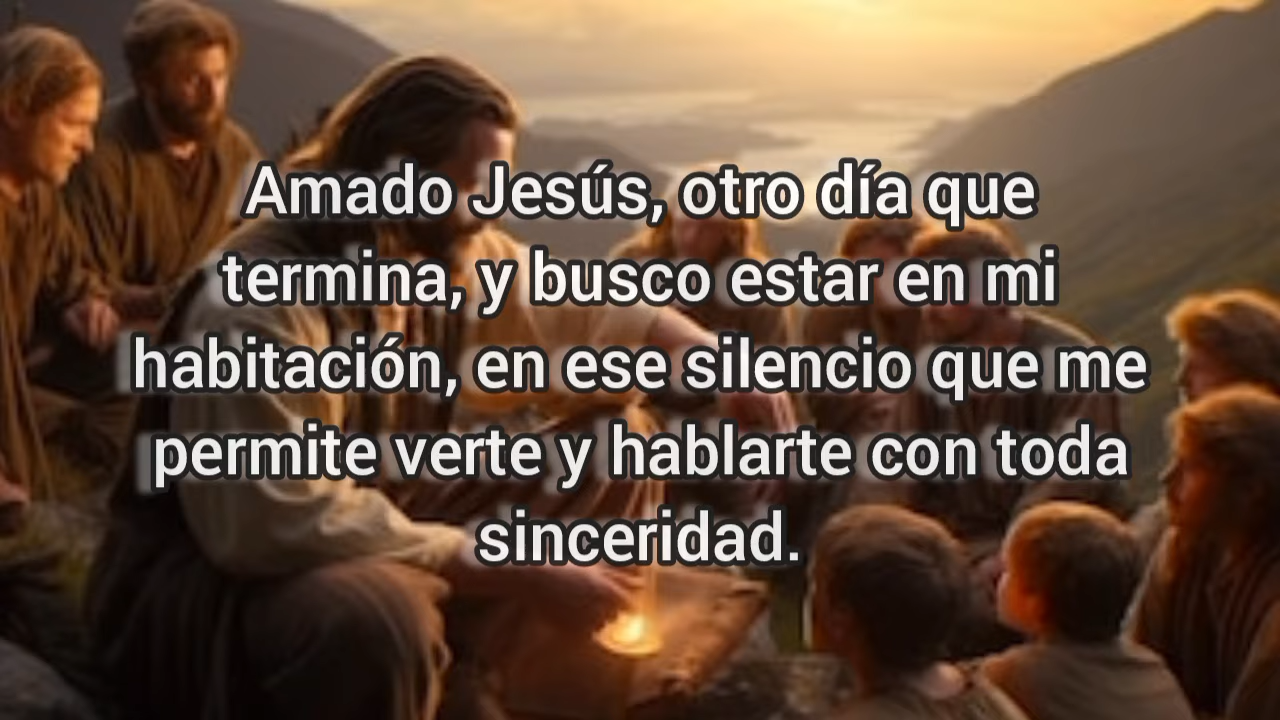 Amado Jesús, otro día que
termina, y busco estar en mi
habitación, en ese silencio que me
permite verte y hablarte con toda
sinceridad.